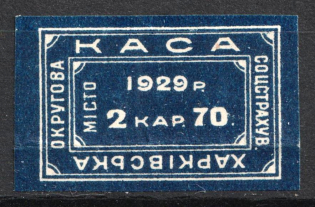 КАСА
ОКРУГОВА
МІСТО
1929 р.
2 КАР. 70.
СОЦСТРАХУВ
ХАРКІВСЬКА